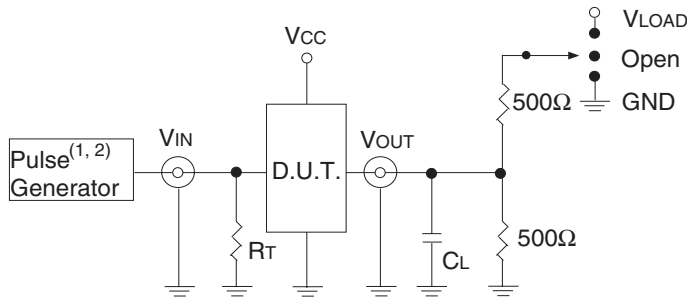 VLOAD
VCC
Open
500Ω
GND
VIN
VOUT
Pulse(1, 2)
Generator
D.U.T.
RT
CL
500Ω